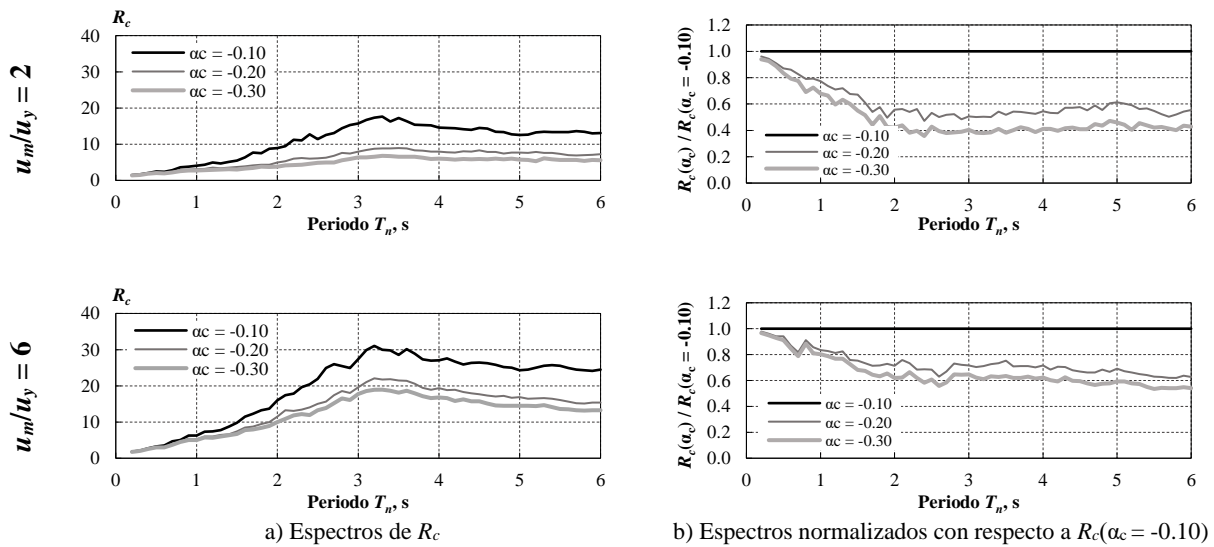 u_m/u_y = 2
R_c
40
30
20
10
0
αc = -0.10
αc = -0.20
αc = -0.30
0 1 2 3 4 5 6
Periodo T_n, s
R_c(α_c) / R_c(α_c = -0.10)
1.2
1.0
0.8
0.6
0.4
0.2
0.0
αc = -0.10
αc = -0.20
αc = -0.30
0 1 2 3 4 5 6
Periodo T_n, s
u_m/u_y = 6
R_c
40
30
20
10
0
αc = -0.10
αc = -0.20
αc = -0.30
0 1 2 3 4 5 6
Periodo T_n, s
R_c(α_c) / R_c(α_c = -0.10)
1.2
1.0
0.8
0.6
0.4
0.2
0.0
αc = -0.10
αc = -0.20
αc = -0.30
0 1 2 3 4 5 6
Periodo T_n, s
a) Espectros de R_c
b) Espectros normalizados con respecto a R_c(α_c = -0.10)